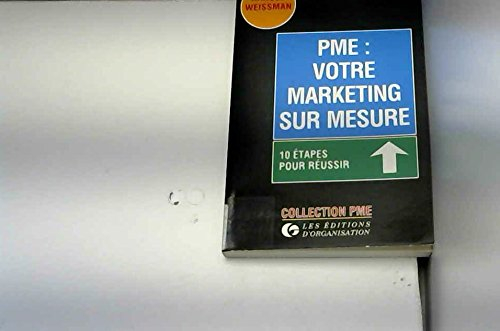 WEISSMAN
PME :
VOTRE
MARKETING
SUR MESURE
10 ÉTAPES
POUR RÉUSSIR
COLLECTION PME
LES ÉDITIONS
D'ORGANISATION